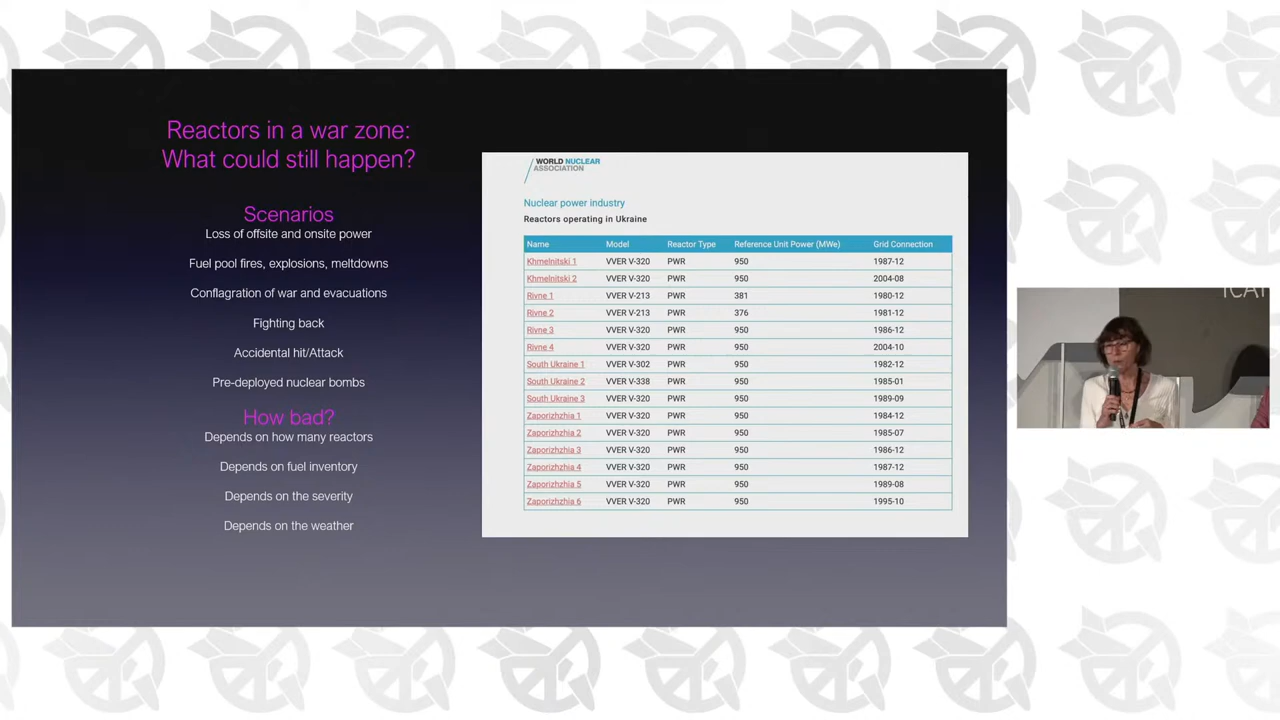 Reactors in a war zone:
What could still happen?
Scenarios
Loss of offsite and onsite power
Fuel pool fires, explosions, meltdowns
Conflagration of war and evacuations
Fighting back
Accidental hit/Attack
Pre-deployed nuclear bombs
How bad?
Depends on how many reactors
Depends on fuel inventory
Depends on the severity
Depends on the weather
WORLD NUCLEAR
ASSOCIATION
Nuclear power industry
Reactors operating in Ukraine
Name Model Reactor Type Reference Unit Power (MWe) Grid Connection
Khmelnitski 1 VVER V-320 PWR 950 1987-12
Khmelnitski 2 VVER V-320 PWR 950 2004-08
Rivne 1 VVER V-213 PWR 381 1980-12
Rivne 2 VVER V-213 PWR 376 1981-12
Rivne 3 VVER V-320 PWR 950 1986-12
Rivne 4 VVER V-320 PWR 950 2004-10
South Ukraine 1 VVER V-302 PWR 950 1982-12
South Ukraine 2 VVER V-338 PWR 950 1985-01
South Ukraine 3 VVER V-320 PWR 950 1989-09
Zaporizhzhia 1 VVER V-320 PWR 950 1984-12
Zaporizhzhia 2 VVER V-320 PWR 950 1985-07
Zaporizhzhia 3 VVER V-320 PWR 950 1986-12
Zaporizhzhia 4 VVER V-320 PWR 950 1987-12
Zaporizhzhia 5 VVER V-320 PWR 950 1989-08
Zaporizhzhia 6 VVER V-320 PWR 950 1995-10